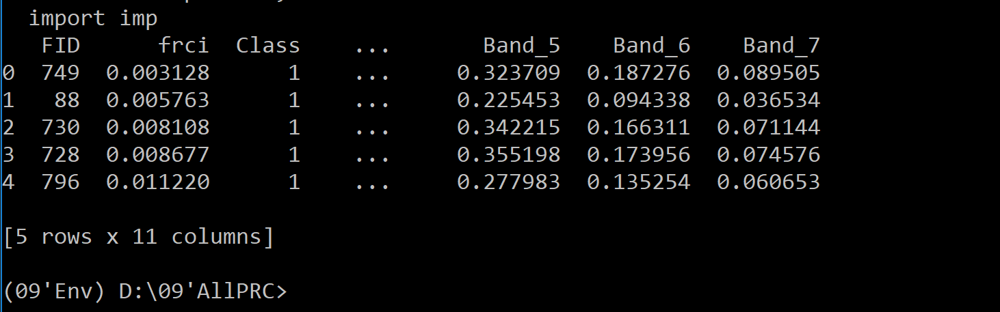 import imp
FID frci Class ... Band_5 Band_6 Band_7
0 749 0.003128 1 ... 0.323709 0.187276 0.089505
1 88 0.005763 1 ... 0.225453 0.094338 0.036534
2 730 0.008108 1 ... 0.342215 0.166311 0.071144
3 728 0.008677 1 ... 0.355198 0.173956 0.074576
4 796 0.011220 1 ... 0.277983 0.135254 0.060653
[5 rows x 11 columns]
(09'Env) D:\09'AllPRC>